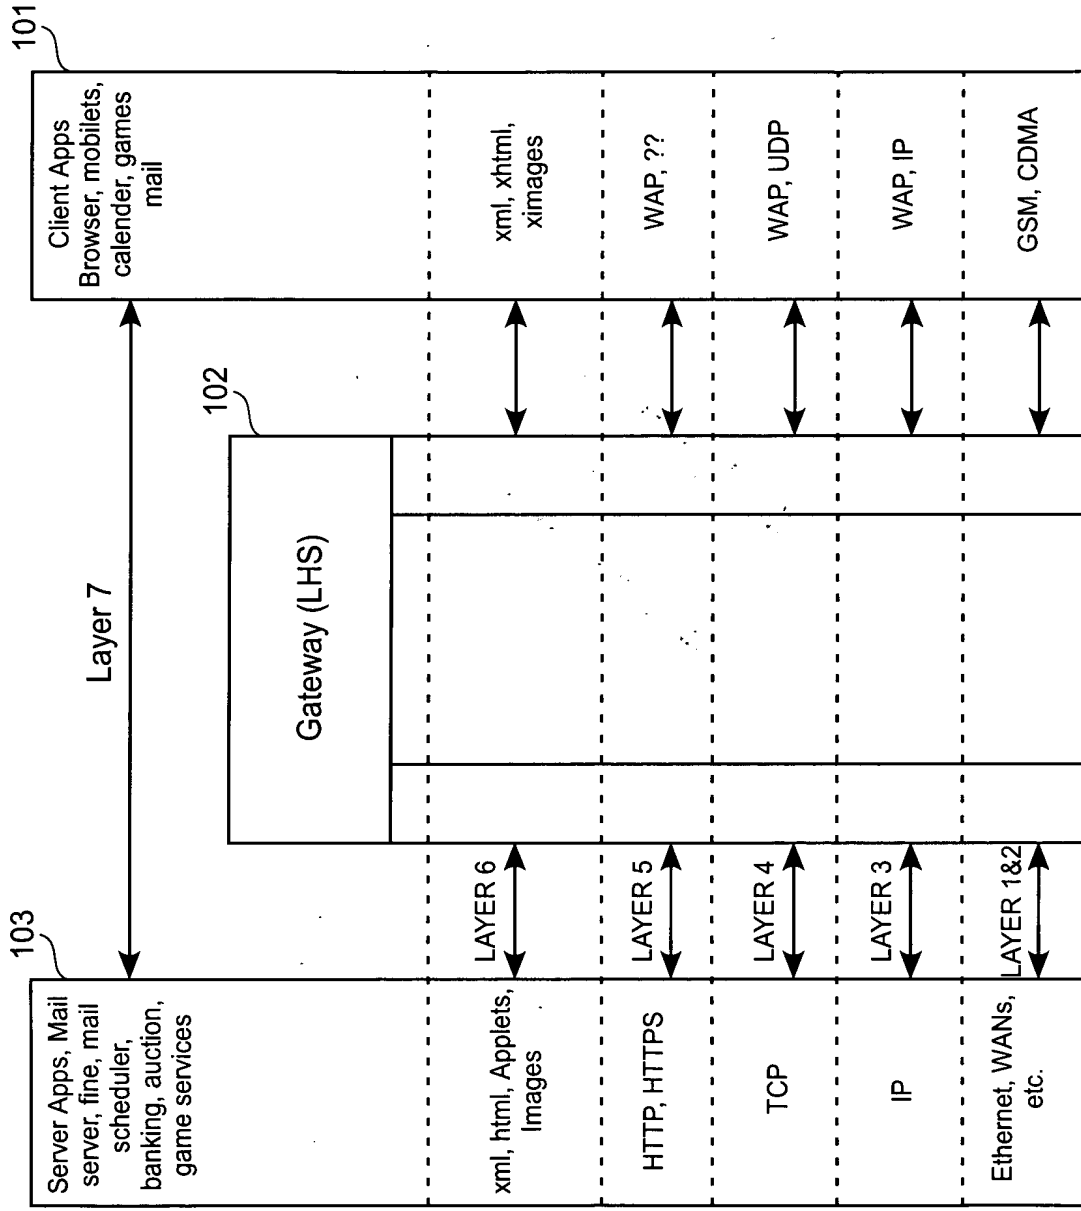 101
Client Apps
Browser, mobilets,
calender, games
mail
xml, xhtml,
ximages
WAP, ??
WAP, UDP
WAP, IP
GSM, CDMA
102
Layer 7
Gateway (LHS)
LAYER 6
LAYER 5
LAYER 4
LAYER 3
LAYER 1&2
103
Server Apps, Mail
server, fine, mail
scheduler,
banking, auction,
game services
xml, html, Applets,
Images
HTTP, HTTPS
TCP
IP
Ethernet, WANs,
etc.